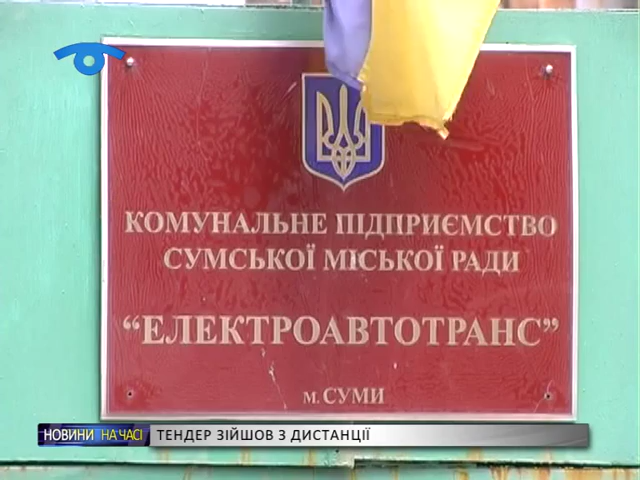 КОМУНАЛЬНЕ ПІДПРИЄМСТВО
СУМСЬКОЇ МІСЬКОЇ РАДИ
“ЕЛЕКТРОАВТОТРАНС”
м. СУМИ
НОВИНИ НА ЧАСІ ТЕНДЕР ЗІЙШОВ З ДИСТАНЦІЇ